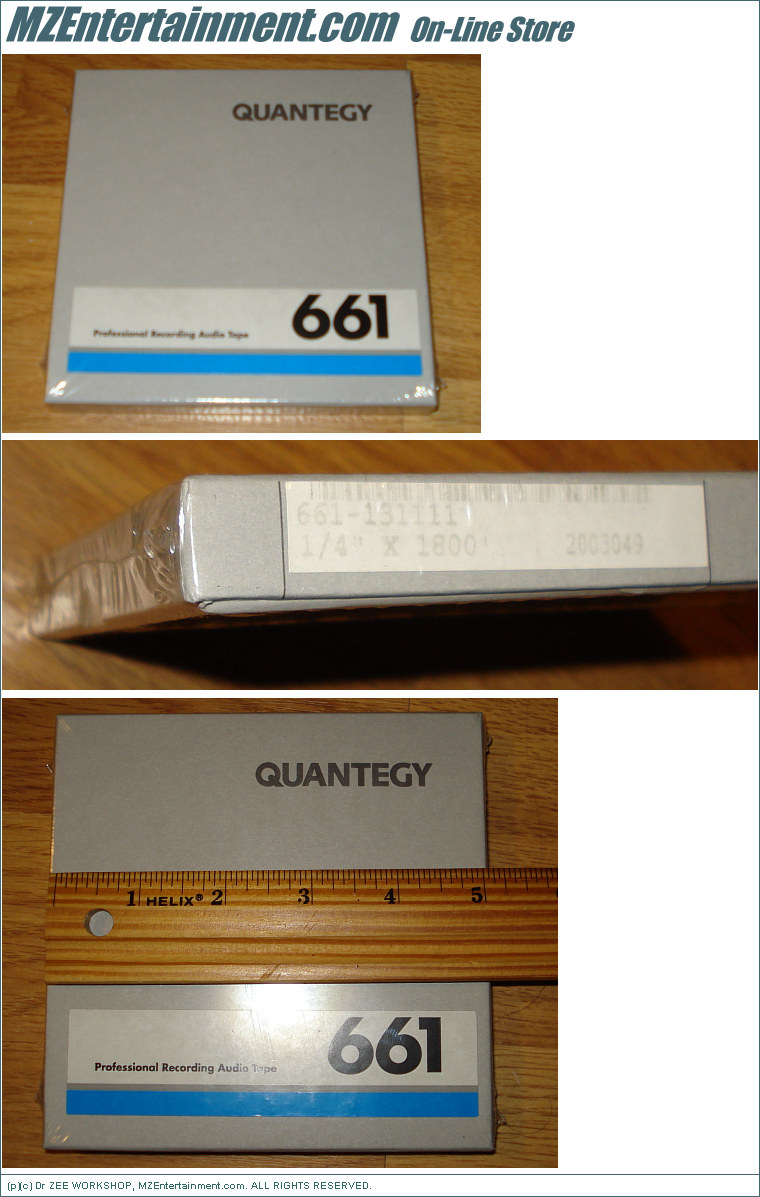 MZEntertainment.com On-Line Store
QUANTEGY
661
Professional Recording Audio Tape
661-131111
1/4" X 1800'
2003049
QUANTEGY
1 HELIX® 2 3 4 5
661
Professional Recording Audio Tape
(p)(c) Dr ZEE WORKSHOP, MZEntertainment.com. ALL RIGHTS RESERVED.